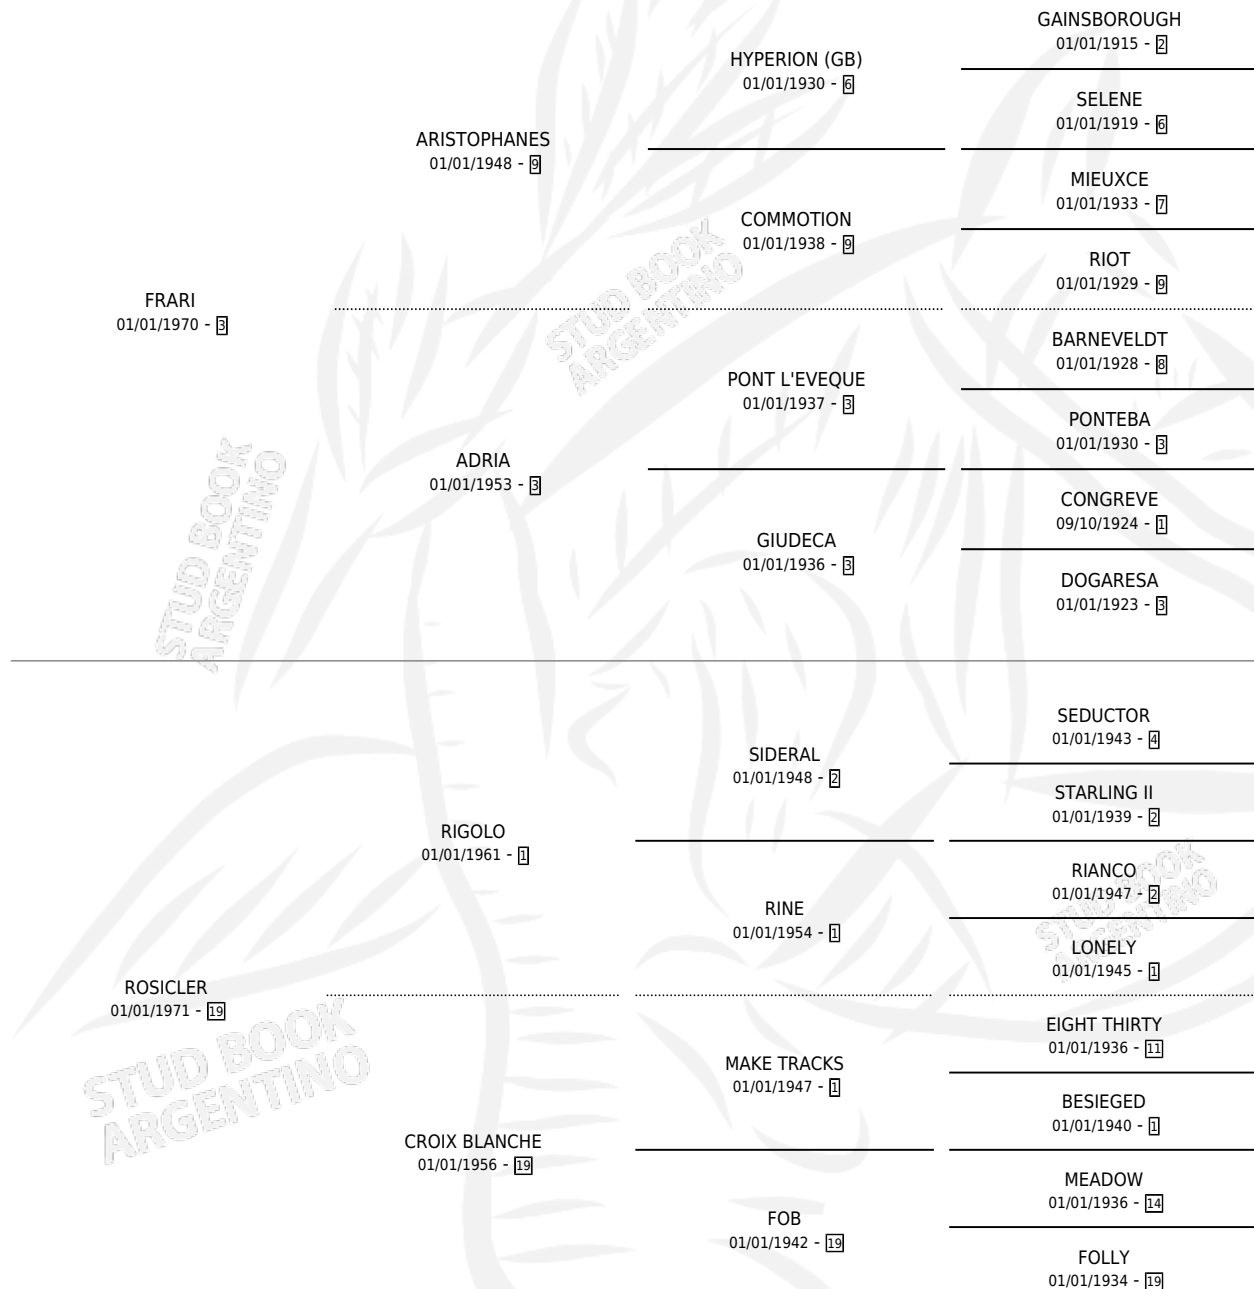 GAINSBOROUGH
01/01/1915 - 2
HYPERION (GB)
01/01/1930 - 6
SELENE
01/01/1919 - 6
ARISTOPHANES
01/01/1948 - 9
MIEUXCE
01/01/1933 - 7
COMMOTION
01/01/1938 - 9
RIOT
01/01/1929 - 9
FRARI
01/01/1970 - 3
BARNEVELDT
01/01/1928 - 8
PONT L'EVEQUE
01/01/1937 - 3
PONTEBA
01/01/1930 - 3
ADRIA
01/01/1953 - 3
CONGREVE
09/10/1924 - 1
GIUDECA
01/01/1936 - 3
DOGARESA
01/01/1923 - 3
STUD BOOK
ARGENTINO
STUD BOOK
ARGENTINO
SEDUCTOR
01/01/1943 - 4
SIDERAL
01/01/1948 - 2
STARLING II
01/01/1939 - 2
RIGOLO
01/01/1961 - 1
RIANCO
01/01/1947 - 2
RINE
01/01/1954 - 1
LONELY
01/01/1945 - 1
ROSICLER
01/01/1971 - 19
EIGHT THIRTY
01/01/1936 - 11
MAKE TRACKS
01/01/1947 - 1
BESIEGED
01/01/1940 - 1
CROIX BLANCHE
01/01/1956 - 19
MEADOW
01/01/1936 - 14
FOB
01/01/1942 - 19
FOLLY
01/01/1934 - 19
STUD BOOK
ARGENTINO
STUD BOOK
ARGENTINO